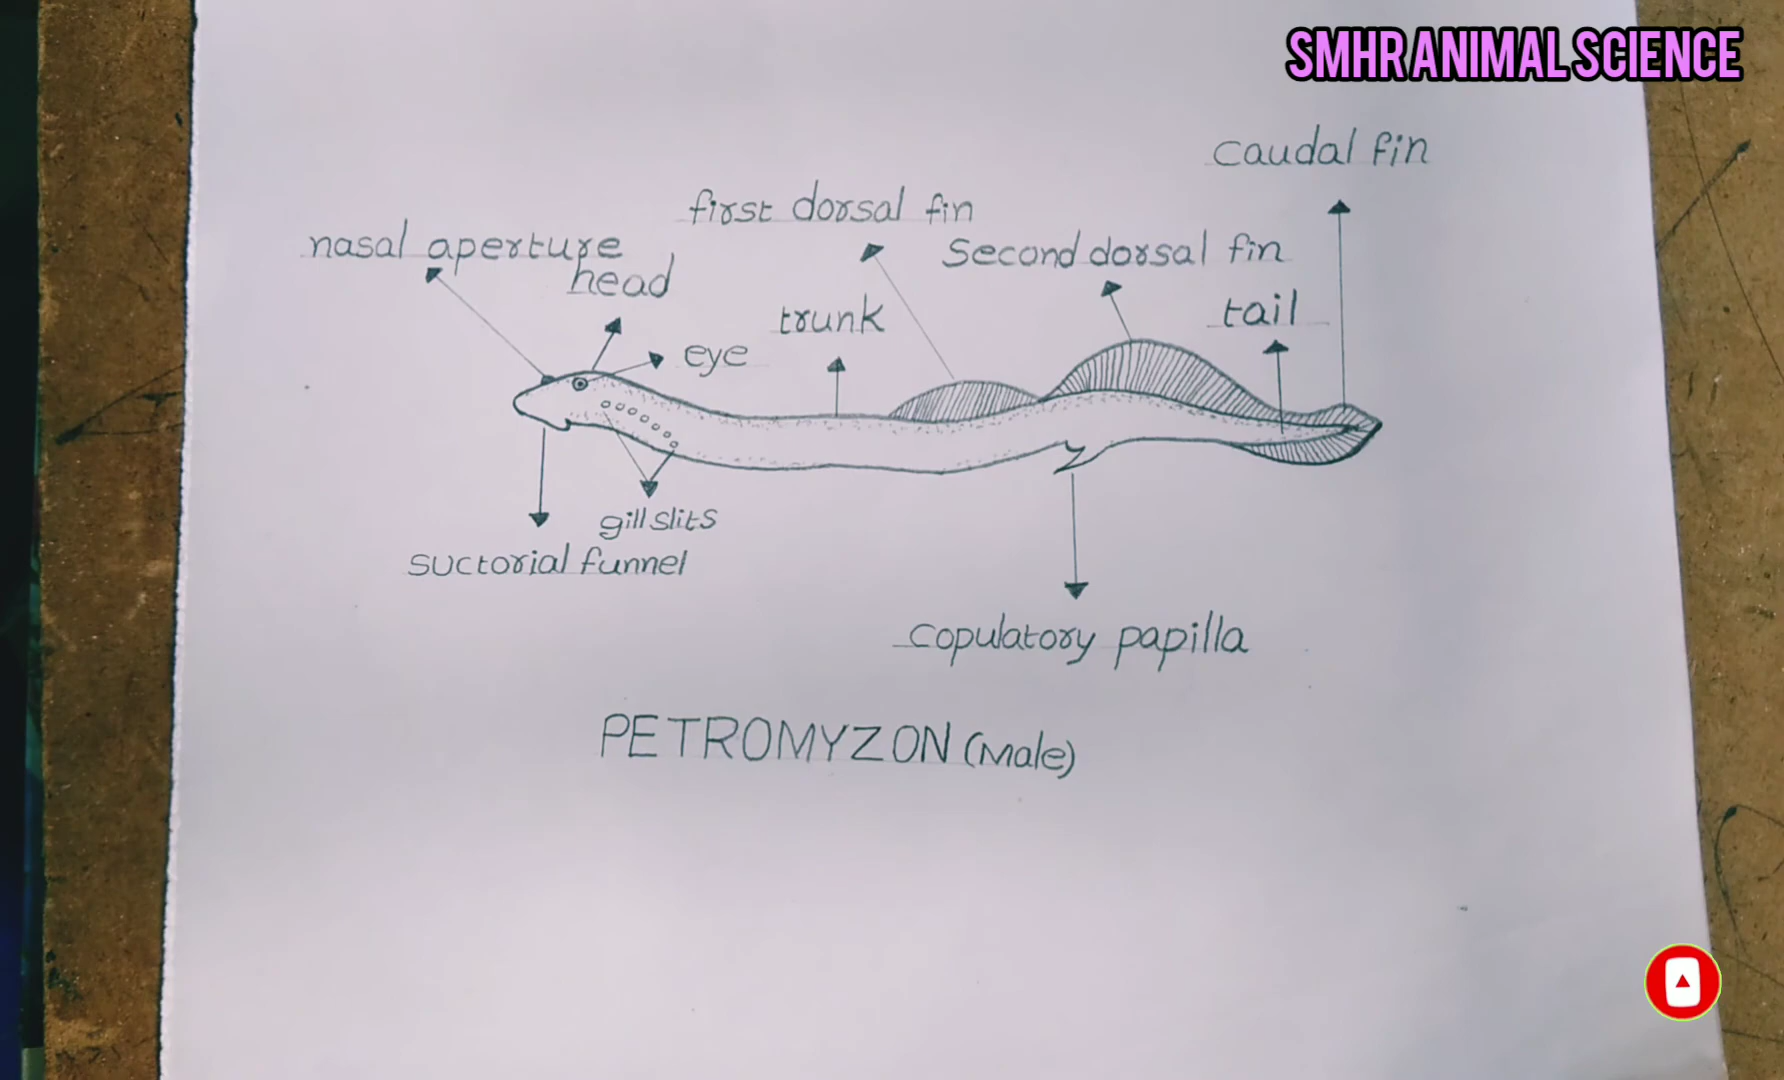 SMHR ANIMAL SCIENCE
caudal fin
first dorsal fin
nasal aperture
Second dorsal fin
head
trunk
tail
eye
gill slits
suctorial funnel
copulatory papilla
PETROMYZON (Male)